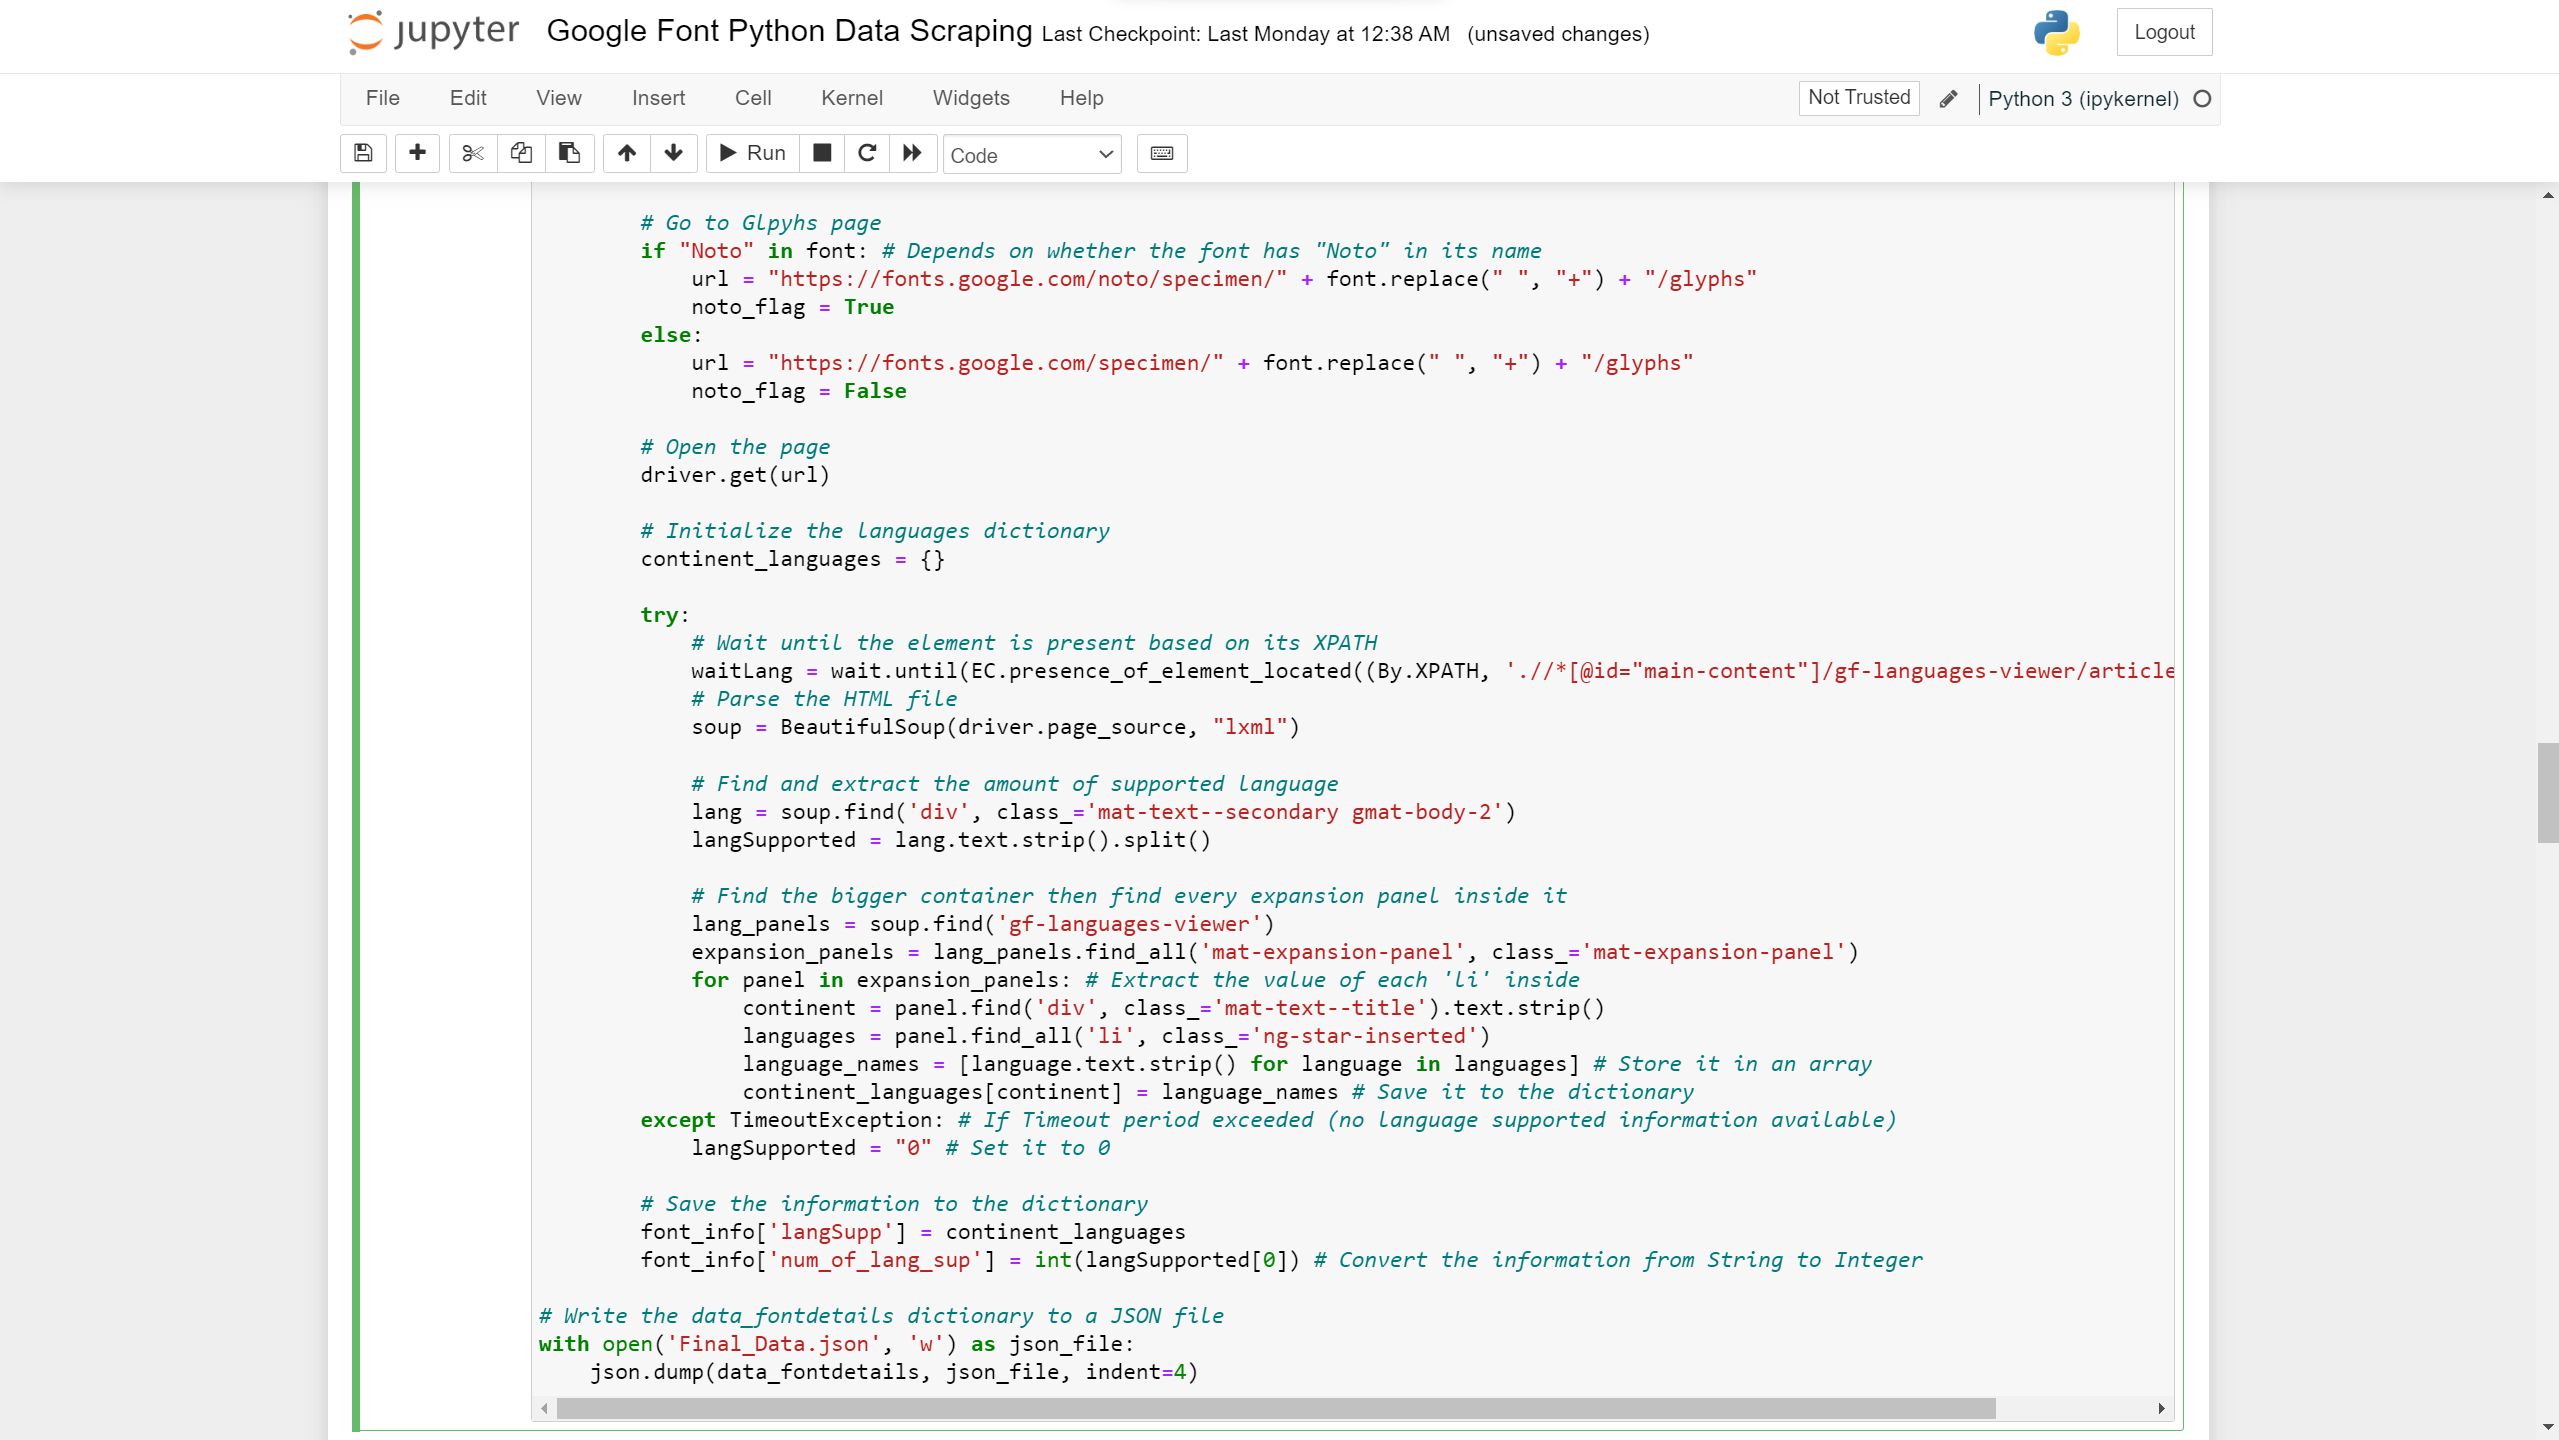 jupyter Google Font Python Data Scraping Last Checkpoint: Last Monday at 12:38 AM (unsaved changes) Logout
File Edit View Insert Cell Kernel Widgets Help Not Trusted Python 3 (ipykernel)
Run Code
# Go to Glpyhs page
if "Noto" in font: # Depends on whether the font has "Noto" in its name
url = "https://fonts.google.com/noto/specimen/" + font.replace(" ", "+") + "/glyphs"
noto_flag = True
else:
url = "https://fonts.google.com/specimen/" + font.replace(" ", "+") + "/glyphs"
noto_flag = False
# Open the page
driver.get(url)
# Initialize the languages dictionary
continent_languages = {}
try:
# Wait until the element is present based on its XPATH
waitLang = wait.until(EC.presence_of_element_located((By.XPATH, './/*[@id="main-content"]/gf-languages-viewer/article
# Parse the HTML file
soup = BeautifulSoup(driver.page_source, "lxml")
# Find and extract the amount of supported language
lang = soup.find('div', class_='mat-text--secondary gmat-body-2')
langSupported = lang.text.strip().split()
# Find the bigger container then find every expansion panel inside it
lang_panels = soup.find('gf-languages-viewer')
expansion_panels = lang_panels.find_all('mat-expansion-panel', class_='mat-expansion-panel')
for panel in expansion_panels: # Extract the value of each 'li' inside
continent = panel.find('div', class_='mat-text--title').text.strip()
languages = panel.find_all('li', class_='ng-star-inserted')
language_names = [language.text.strip() for language in languages] # Store it in an array
continent_languages[continent] = language_names # Save it to the dictionary
except TimeoutException: # If Timeout period exceeded (no language supported information available)
langSupported = "0" # Set it to 0
# Save the information to the dictionary
font_info['langSupp'] = continent_languages
font_info['num_of_lang_sup'] = int(langSupported[0]) # Convert the information from String to Integer
# Write the data_fontdetails dictionary to a JSON file
with open('Final_Data.json', 'w') as json_file:
json.dump(data_fontdetails, json_file, indent=4)